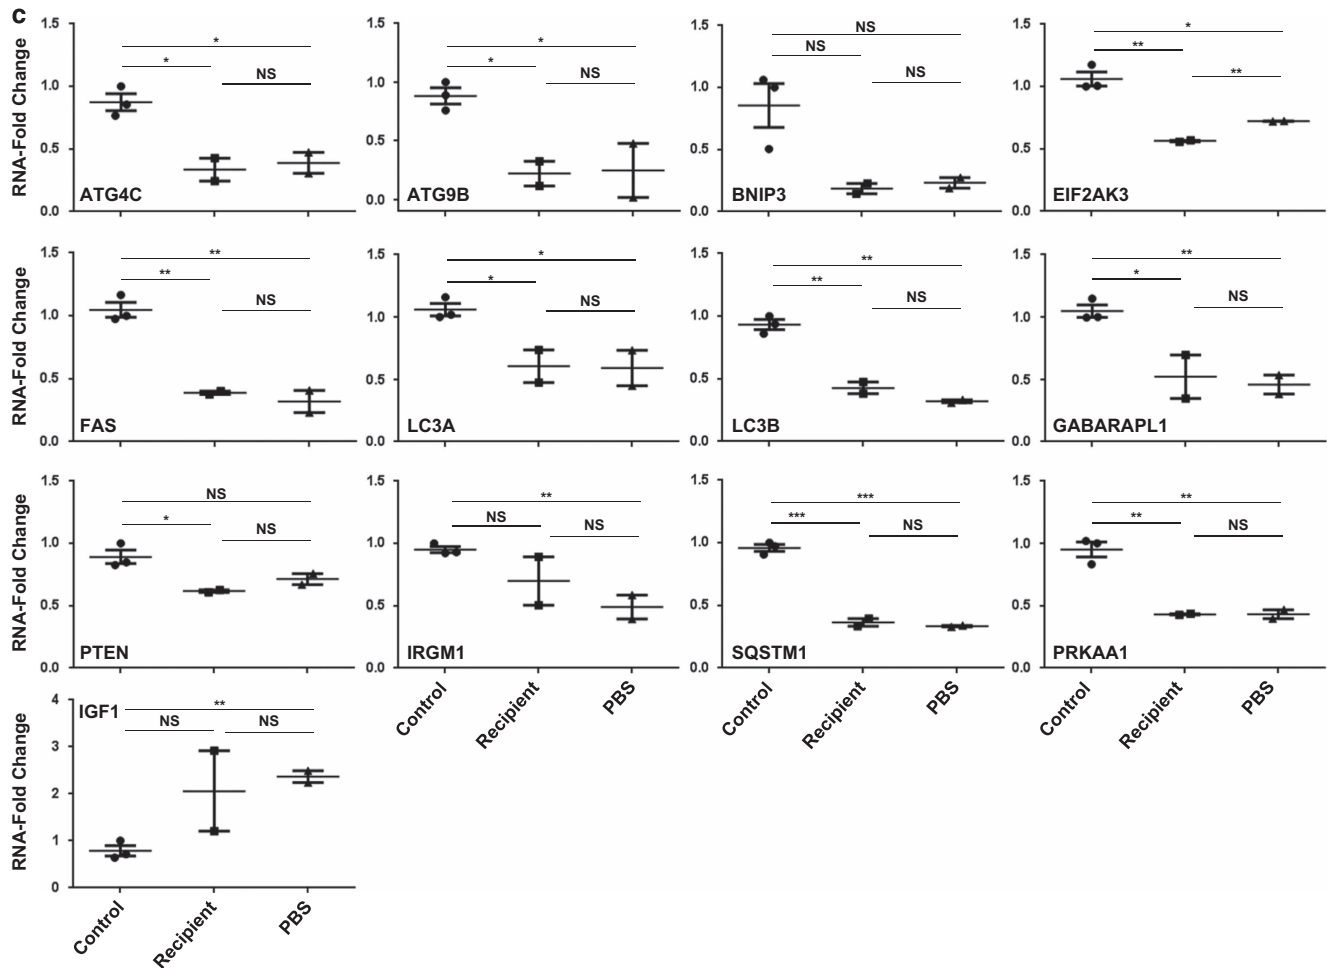 c
RNA-Fold Change
1.5
1.0
0.5
0.0
*
*
NS
ATG4C
1.5
1.0
0.5
0.0
*
*
NS
ATG9B
1.5
1.0
0.5
0.0
NS
NS
NS
BNIP3
1.5
1.0
0.5
0.0
*
**
**
EIF2AK3
RNA-Fold Change
1.5
1.0
0.5
0.0
**
**
NS
FAS
1.5
1.0
0.5
0.0
*
*
NS
LC3A
1.5
1.0
0.5
0.0
**
**
NS
LC3B
1.5
1.0
0.5
0.0
**
*
NS
GABARAPL1
RNA-Fold Change
1.5
1.0
0.5
0.0
NS
*
NS
PTEN
1.5
1.0
0.5
0.0
**
NS
NS
IRGM1
Control
Recipient
PBS
1.5
1.0
0.5
0.0
***
***
NS
SQSTM1
Control
Recipient
PBS
1.5
1.0
0.5
0.0
**
**
NS
PRKAA1
Control
Recipient
PBS
RNA-Fold Change
4
3
2
1
0
IGF1
**
NS
NS
Control
Recipient
PBS